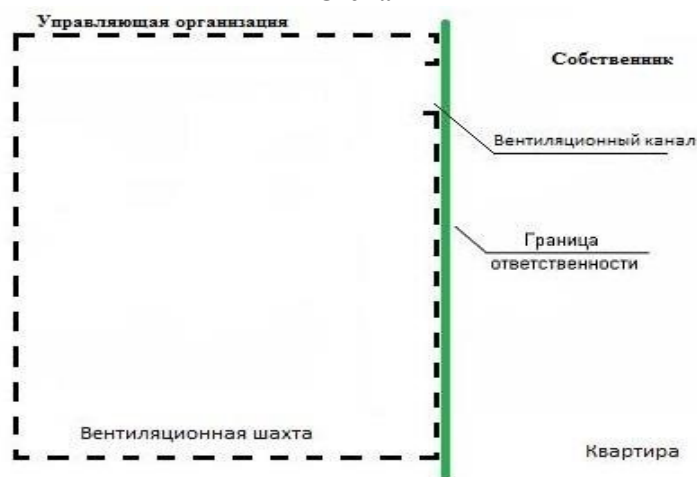 Управляющая организация
Собственник
Вентиляционный канал
Граница
ответственности
Вентиляционная шахта
Квартира